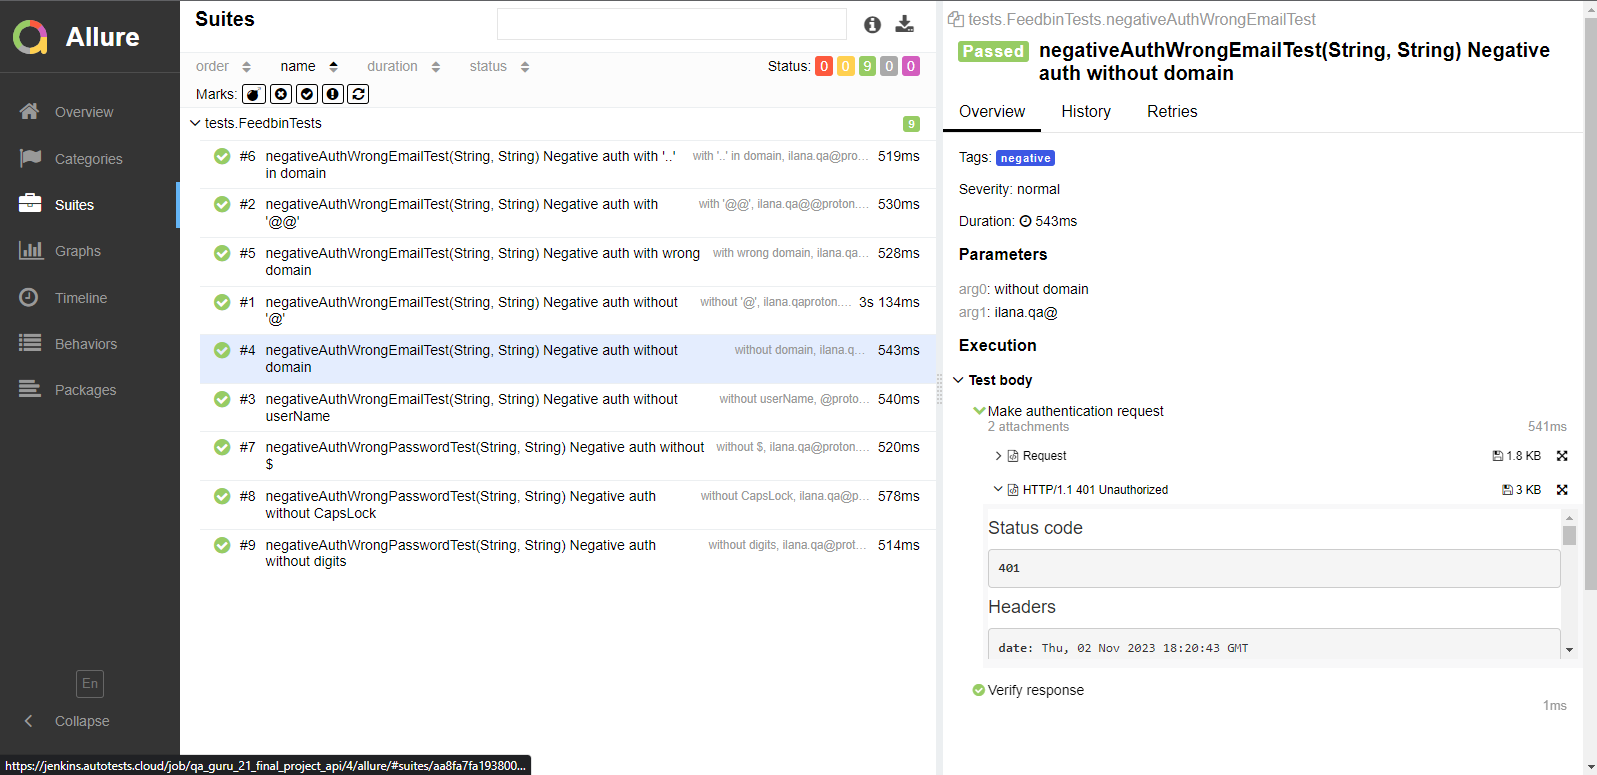 Allure
Overview
Categories
Suites
Graphs
Timeline
Behaviors
Packages
En
Collapse
Suites
order name duration status
Status: 0 0 9 0 0
Marks:
tests.FeedbinTests 9
#6 negativeAuthWrongEmailTest(String, String) Negative auth with '..' with '..' in domain, ilana.qa@pro... 519ms
in domain
#2 negativeAuthWrongEmailTest(String, String) Negative auth with with '@@', ilana.qa@@proton.... 530ms
'@@'
#5 negativeAuthWrongEmailTest(String, String) Negative auth with wrong with wrong domain, ilana.qa... 528ms
domain
#1 negativeAuthWrongEmailTest(String, String) Negative auth without without '@', ilana.qaproton.... 3s 134ms
'@'
#4 negativeAuthWrongEmailTest(String, String) Negative auth without without domain, ilana.q... 543ms
domain
#3 negativeAuthWrongEmailTest(String, String) Negative auth without without userName, @proto... 540ms
userName
#7 negativeAuthWrongPasswordTest(String, String) Negative auth without without $, ilana.qa@proton.... 520ms
$
#8 negativeAuthWrongPasswordTest(String, String) Negative auth without CapsLock, ilana.qa@p... 578ms
without CapsLock
#9 negativeAuthWrongPasswordTest(String, String) Negative auth without digits, ilana.qa@prot... 514ms
without digits
tests.FeedbinTests.negativeAuthWrongEmailTest
Passed negativeAuthWrongEmailTest(String, String) Negative
auth without domain
Overview History Retries
Tags: negative
Severity: normal
Duration: 543ms
Parameters
arg0: without domain
arg1: ilana.qa@
Execution
Test body
Make authentication request
2 attachments 541ms
Request 1.8 KB
HTTP/1.1 401 Unauthorized 3 KB
Status code
401
Headers
date: Thu, 02 Nov 2023 18:20:43 GMT
Verify response
1ms
https://jenkins.autotests.cloud/job/qa_guru_21_final_project_api/4/allure/#suites/aa8fa7fa193800...